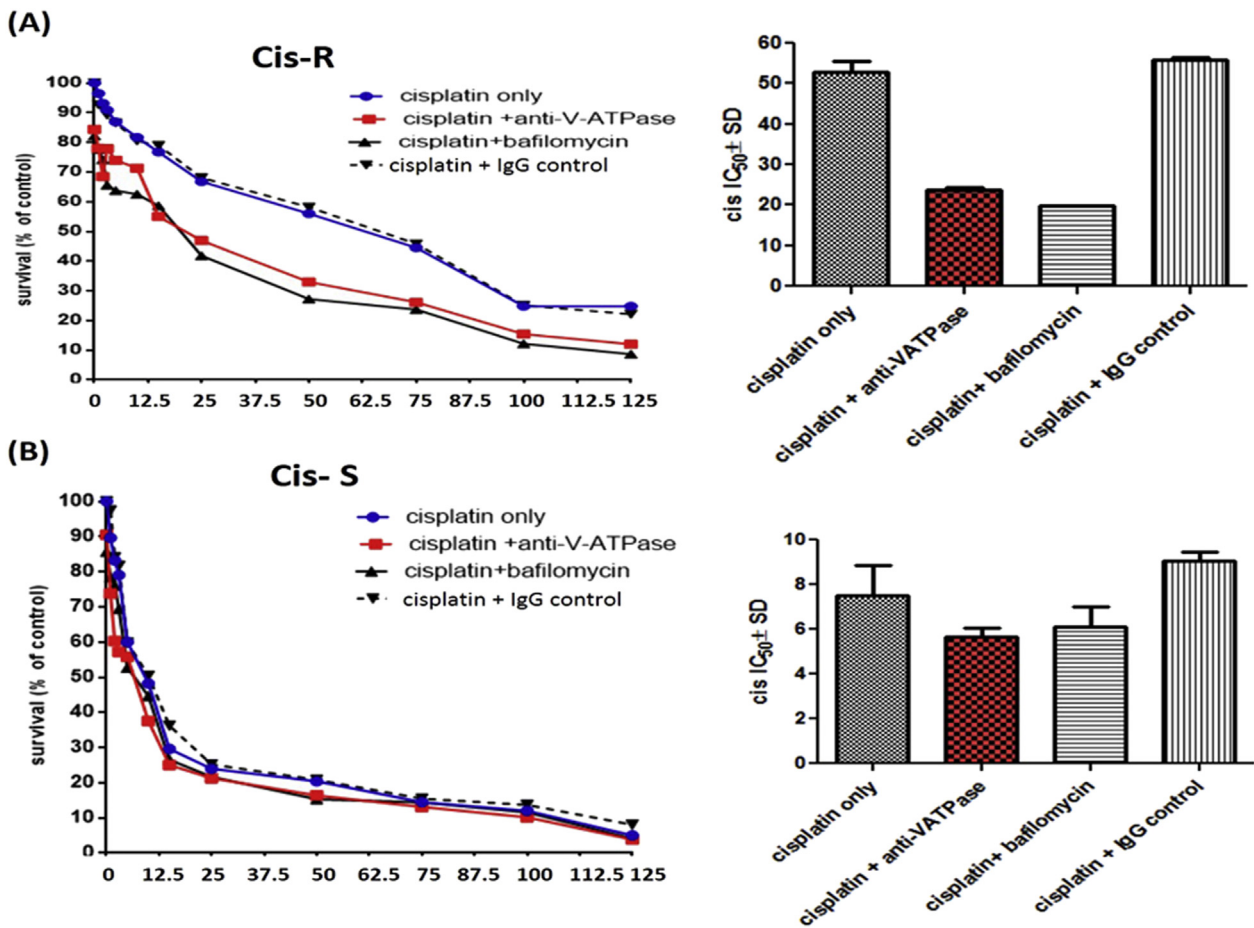 (A)
Cis-R
cisplatin only
cisplatin +anti-V-ATPase
cisplatin+bafilomycin
cisplatin + IgG control
survival (% of control)
100
90
80
70
60
50
40
30
20
10
0
0 12.5 25 37.5 50 62.5 75 87.5 100 112.5 125
cis IC50± SD
60
50
40
30
20
10
0
cisplatin only
cisplatin + anti-VATPase
cisplatin+ bafilomycin
cisplatin + IgG control
(B)
Cis- S
cisplatin only
cisplatin +anti-V-ATPase
cisplatin+bafilomycin
cisplatin + IgG control
survival (% of control)
100
90
80
70
60
50
40
30
20
10
0
0 12.5 25 37.5 50 62.5 75 87.5 100 112.5 125
cis IC50± SD
10
8
6
4
2
0
cisplatin only
cisplatin + anti-VATPase
cisplatin+ bafilomycin
cisplatin + IgG control